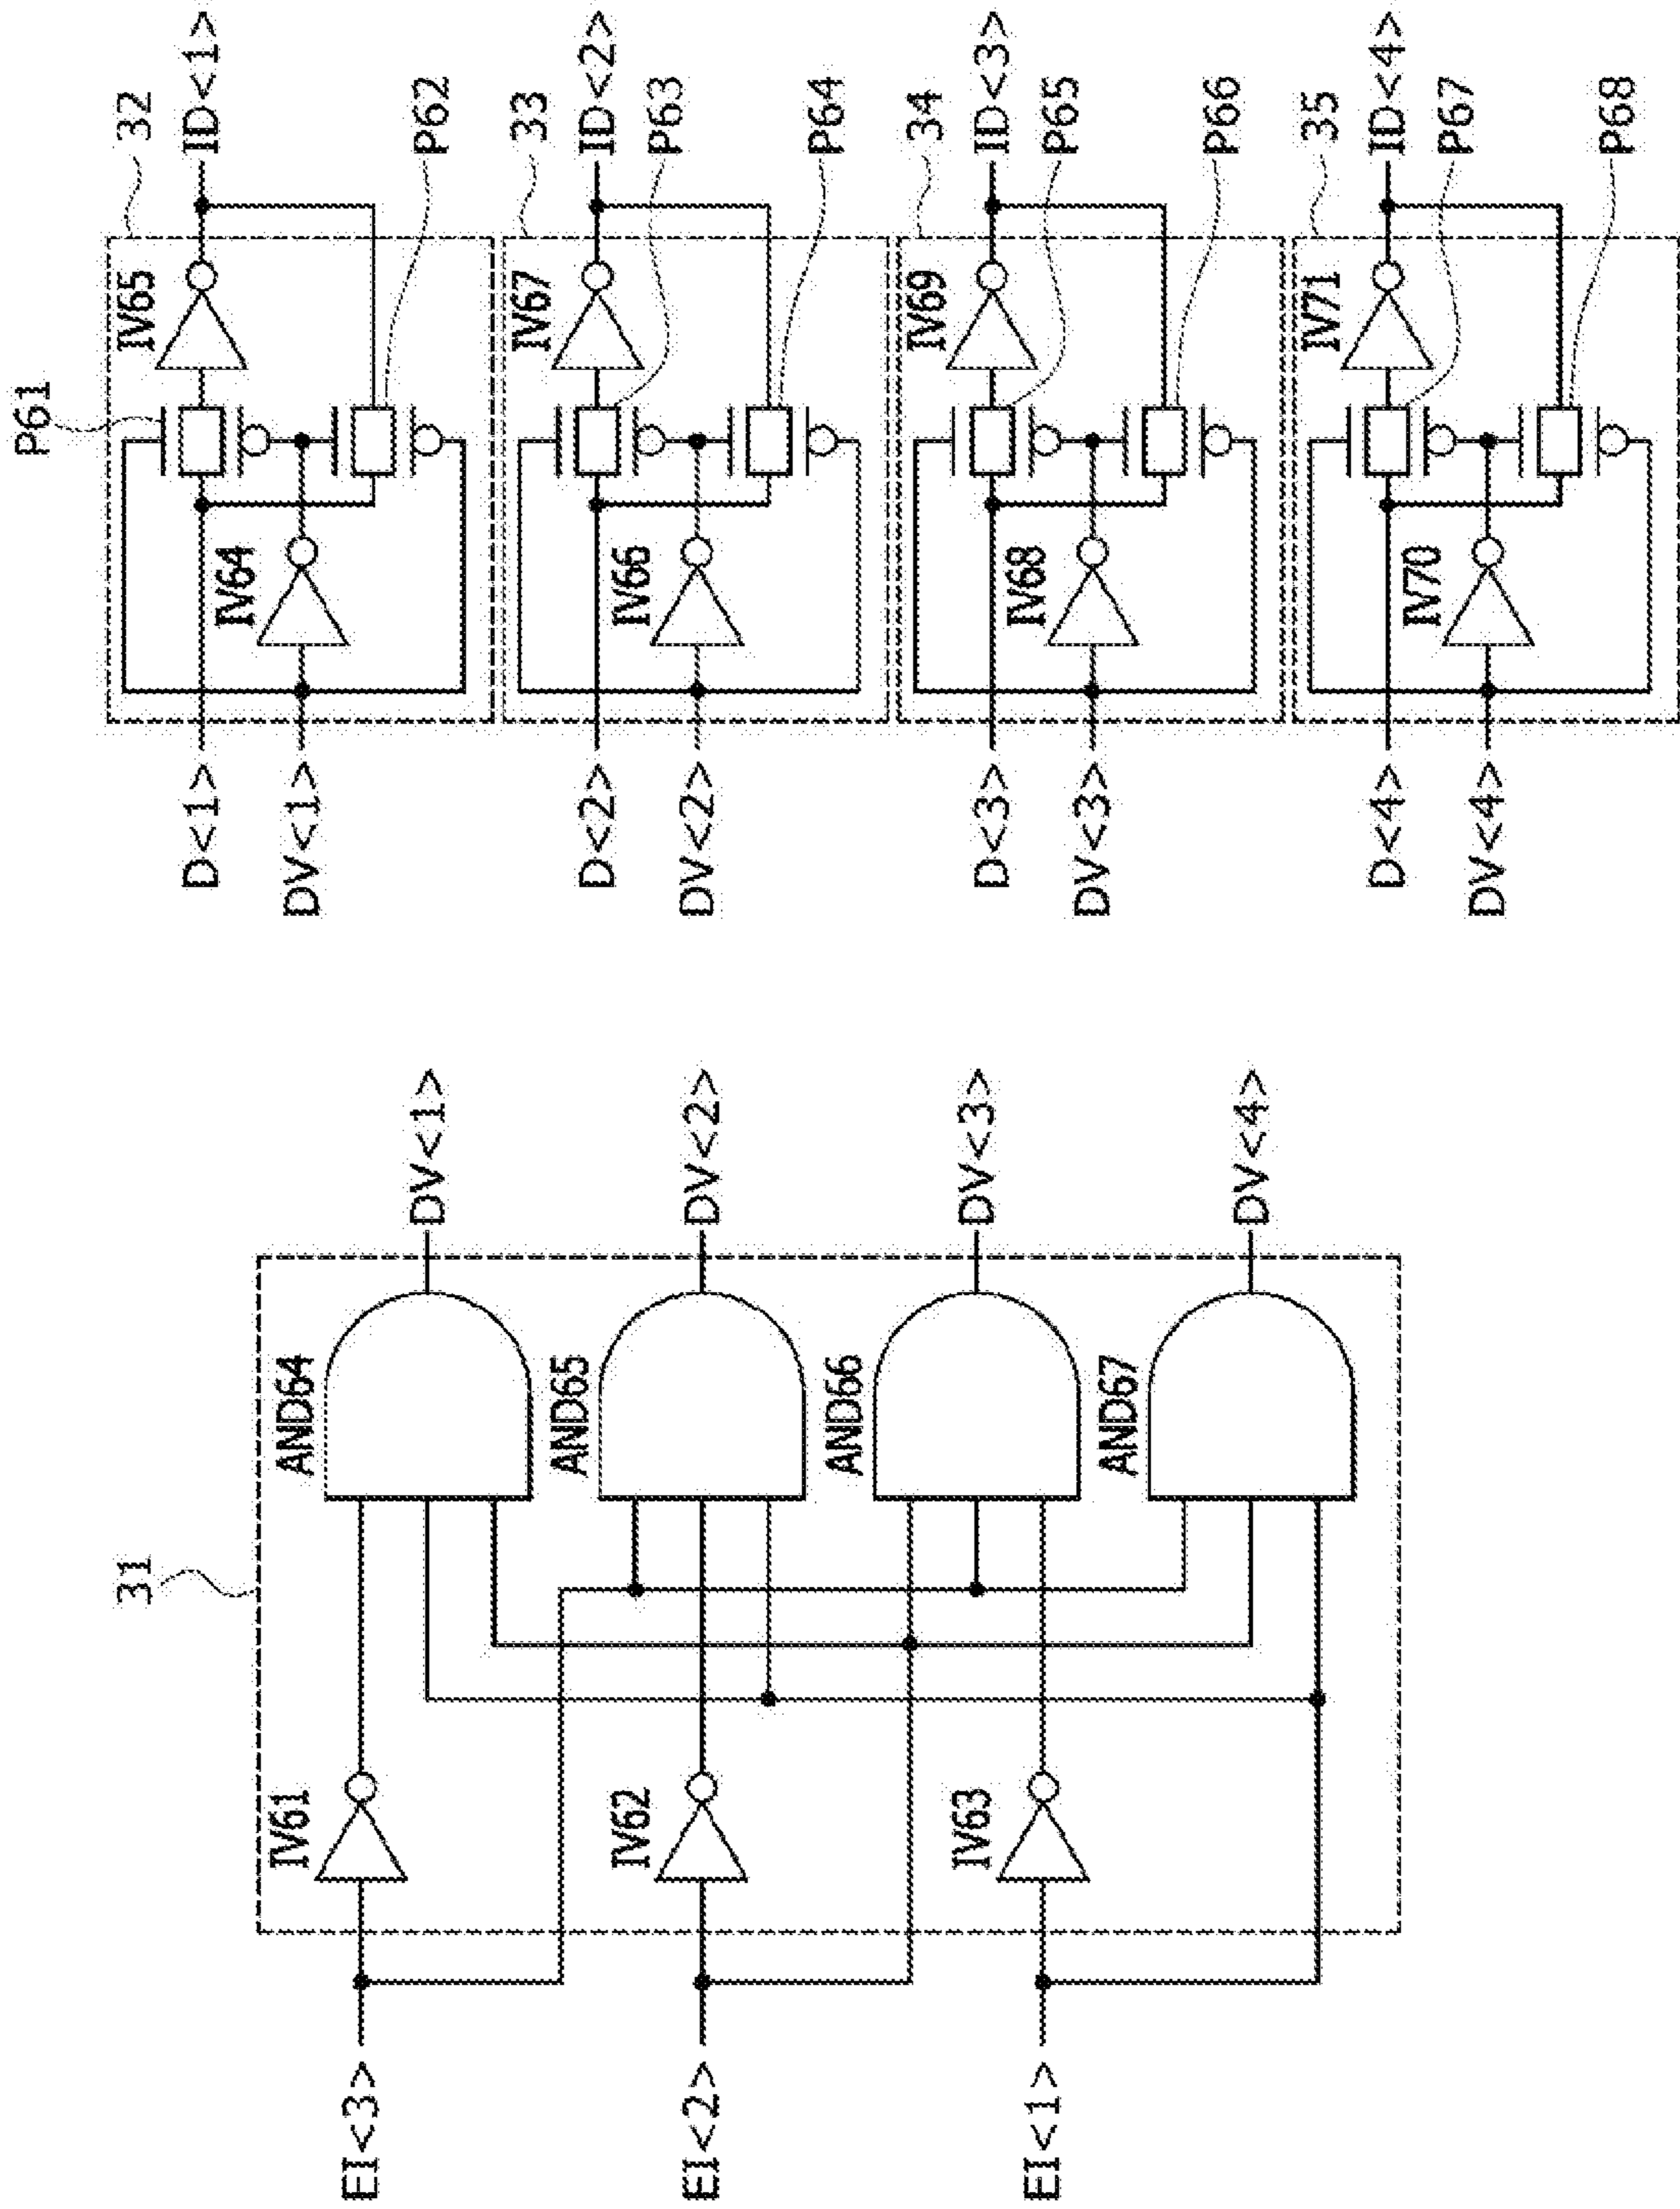 31
EI<3>
IV61
AND64
DV<1>
EI<2>
IV62
AND65
DV<2>
EI<1>
IV63
AND66
DV<3>
AND67
DV<4>
P61
32
D<1>
DV<1>
IV64
IV65
ID<1>
P62
33
D<2>
DV<2>
IV66
IV67
ID<2>
P63
P64
34
D<3>
DV<3>
IV68
IV69
ID<3>
P65
P66
35
D<4>
DV<4>
IV70
IV71
ID<4>
P67
P68